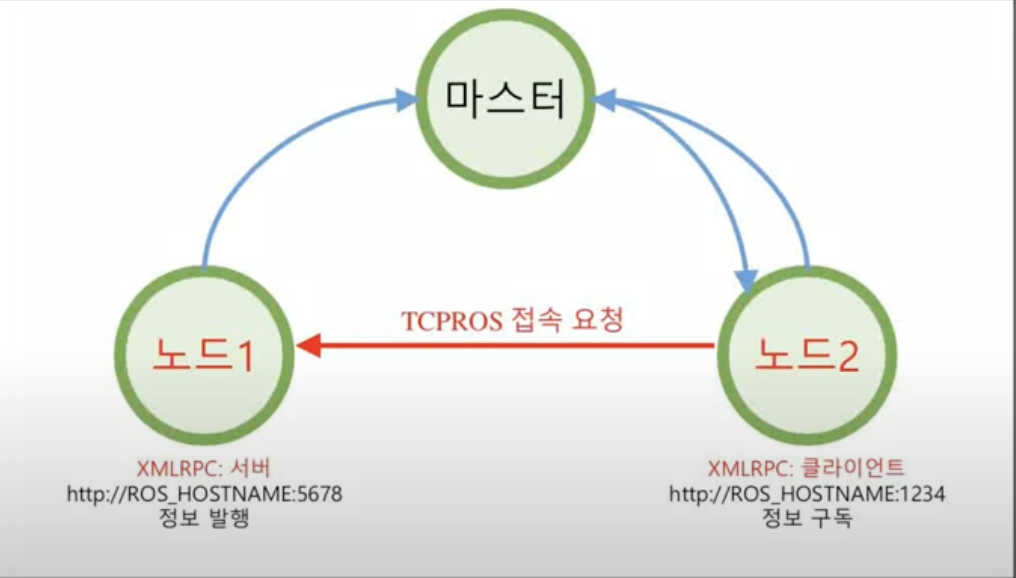 마스터
TCPROS 접속 요청
노드1
노드2
XMLRPC: 서버
http://ROS_HOSTNAME:5678
정보 발행
XMLRPC: 클라이언트
http://ROS_HOSTNAME:1234
정보 구독